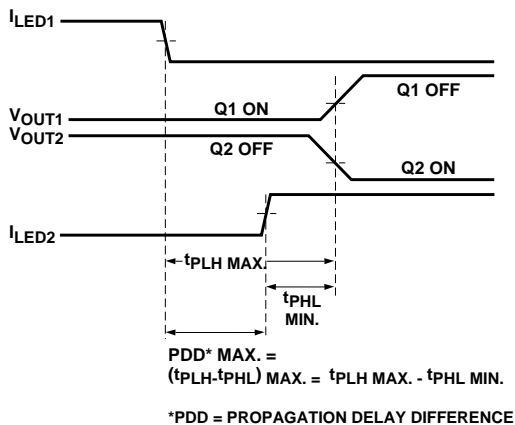 ILED1
VOUT1
Q1 ON
Q1 OFF
VOUT2
Q2 OFF
Q2 ON
ILED2
tPLH MAX.
tPHL
MIN.
PDD* MAX. =
(tPLH-tPHL) MAX. = tPLH MAX. - tPHL MIN.
*PDD = PROPAGATION DELAY DIFFERENCE